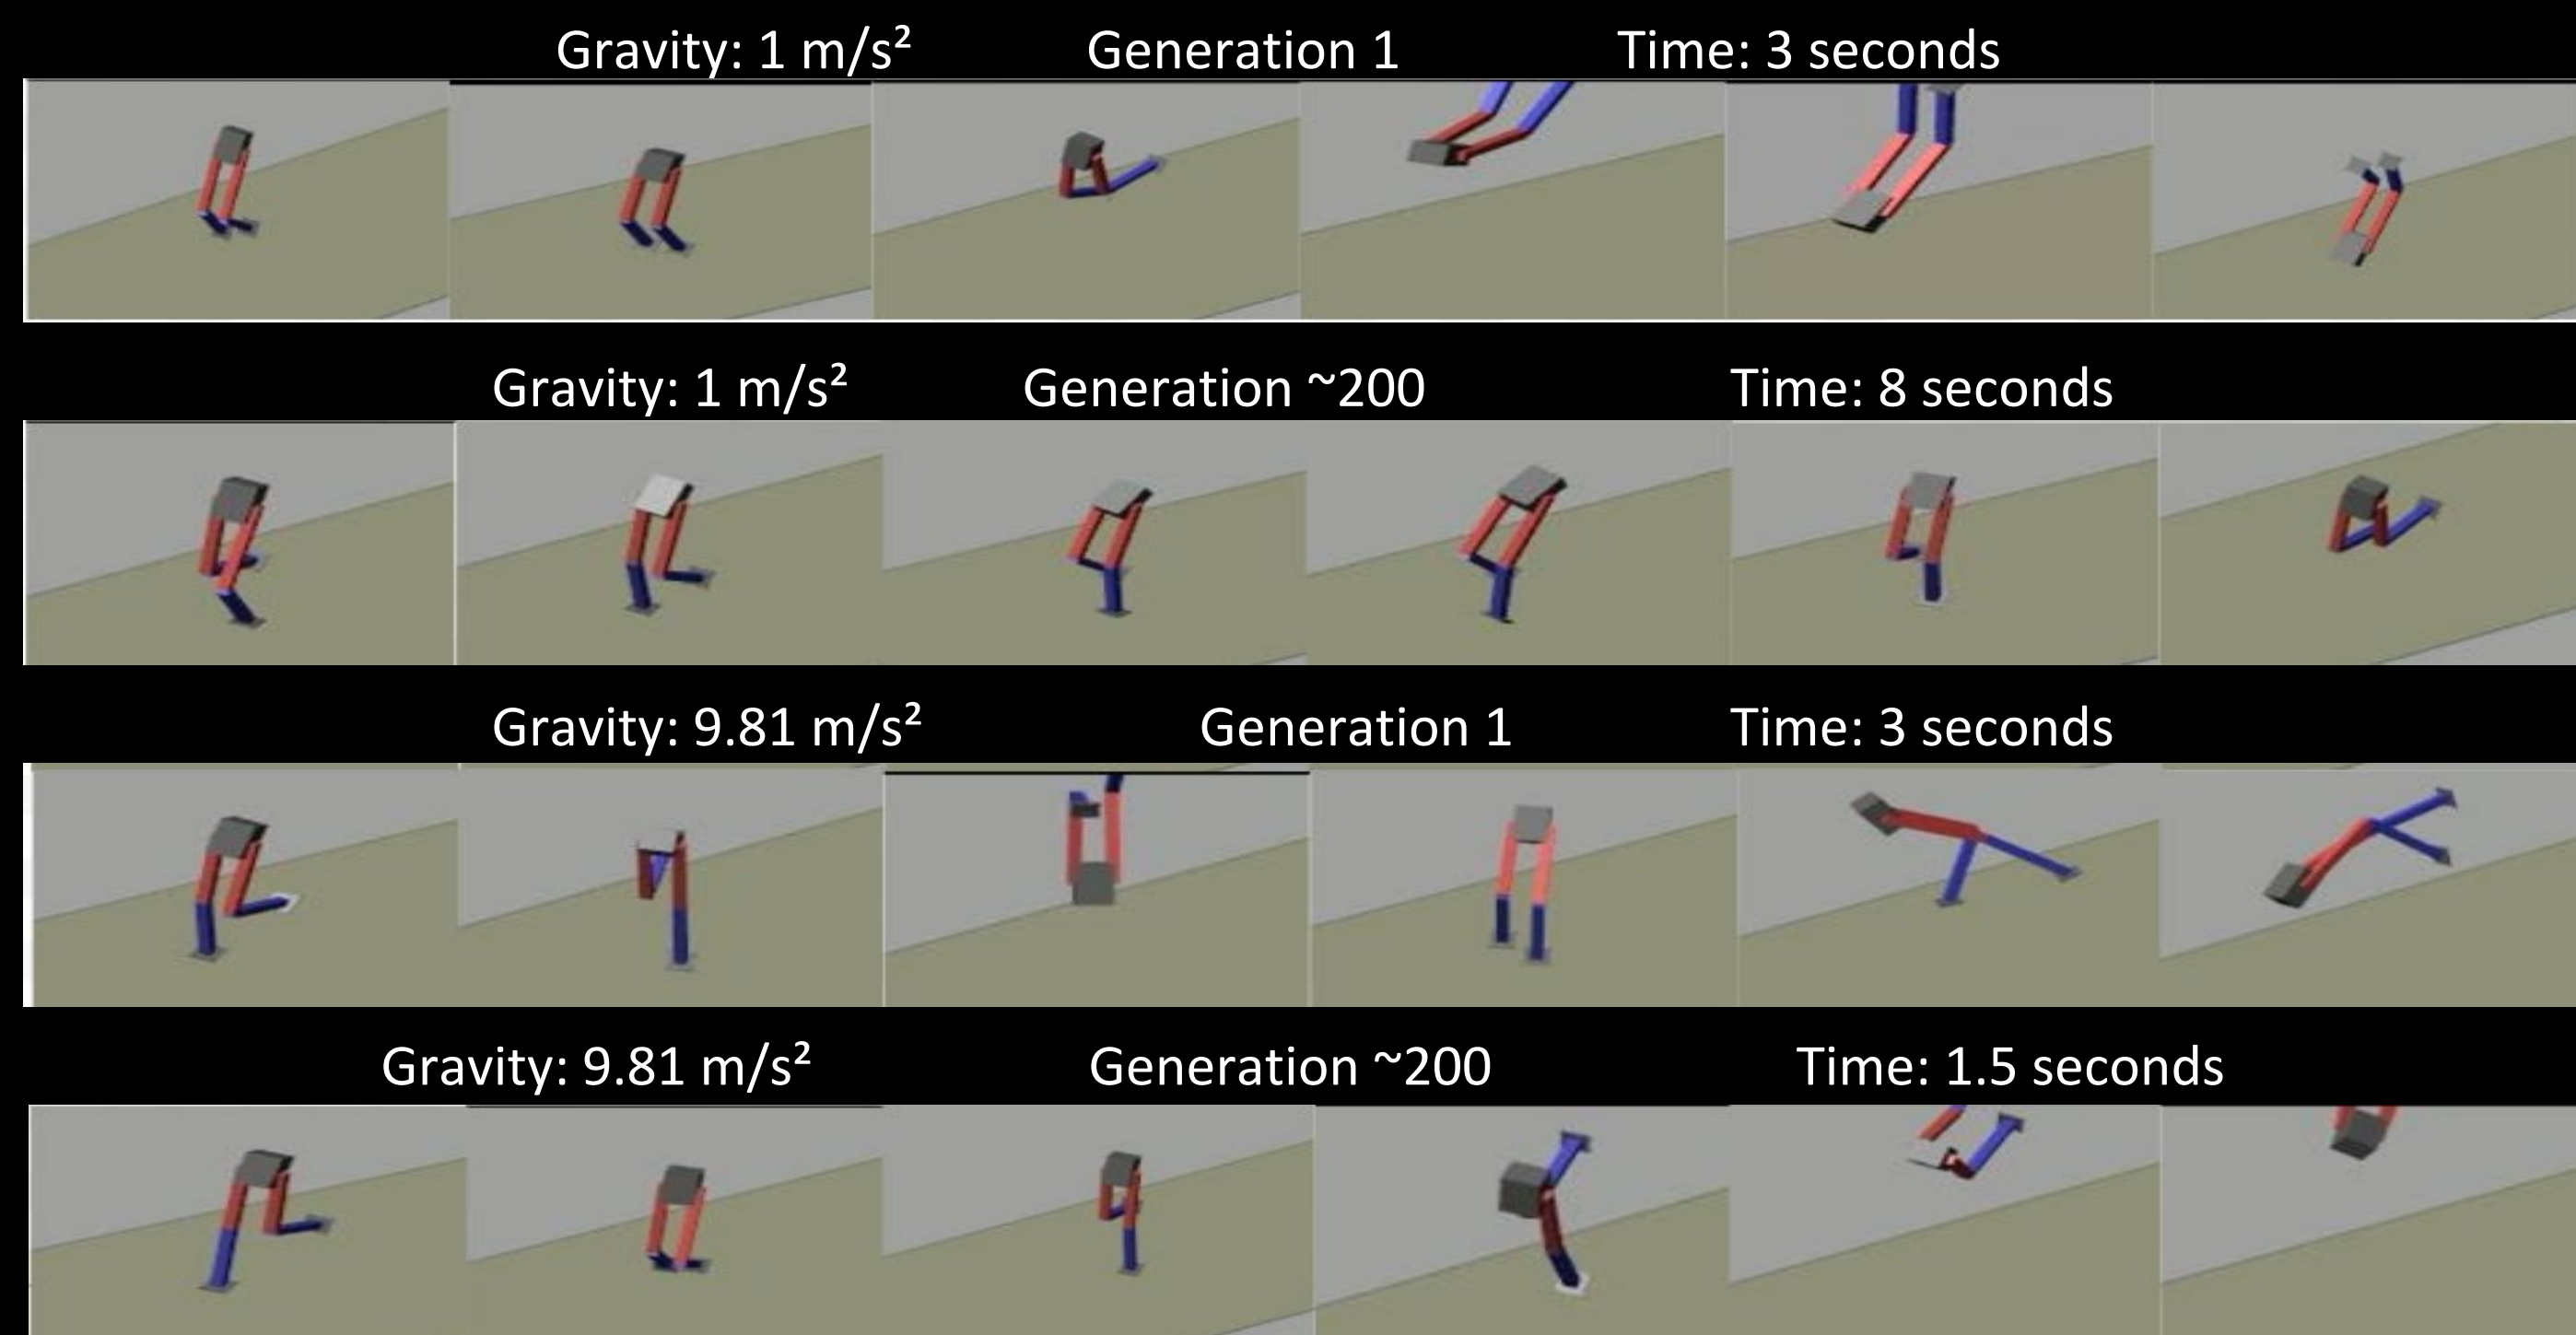 Gravity: 1 m/s² Generation 1 Time: 3 seconds
Gravity: 1 m/s² Generation ~200 Time: 8 seconds
Gravity: 9.81 m/s² Generation 1 Time: 3 seconds
Gravity: 9.81 m/s² Generation ~200 Time: 1.5 seconds